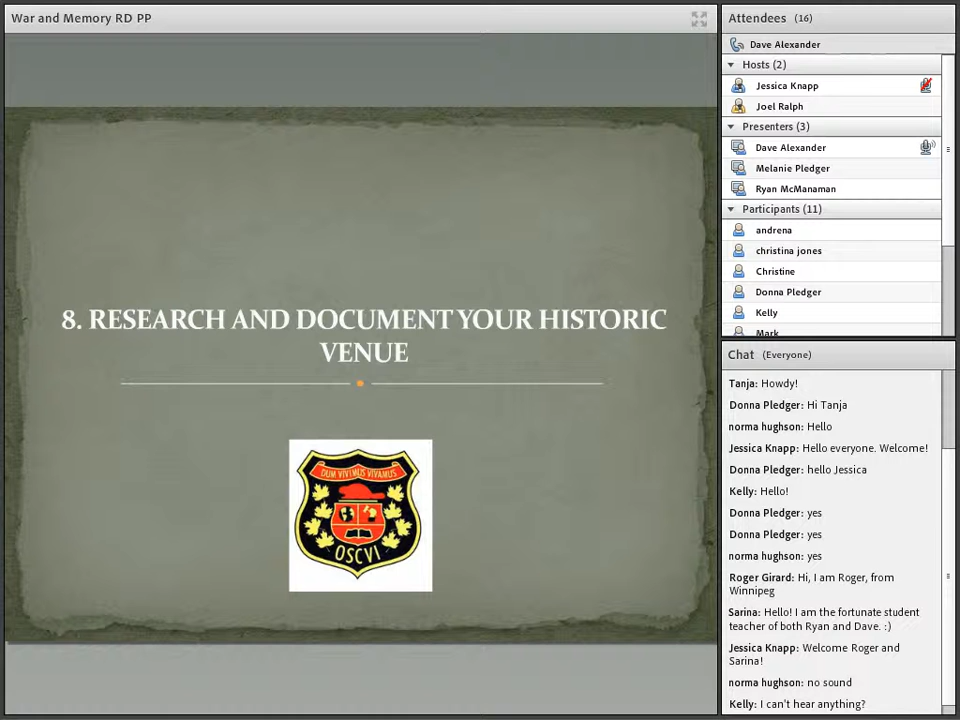 War and Memory RD PP
8. RESEARCH AND DOCUMENT YOUR HISTORIC
VENUE
DUM VIVIMUS VIVAMUS
OSCVI
Attendees (16)
Dave Alexander
Hosts (2)
Jessica Knapp
Joel Ralph
Presenters (3)
Dave Alexander
Melanie Pledger
Ryan McManaman
Participants (11)
andrena
christina jones
Christine
Donna Pledger
Kelly
Mark
Chat (Everyone)
Tanja: Howdy!
Donna Pledger: Hi Tanja
norma hughson: Hello
Jessica Knapp: Hello everyone. Welcome!
Donna Pledger: hello Jessica
Kelly: Hello!
Donna Pledger: yes
Donna Pledger: yes
norma hughson: yes
Roger Girard: Hi, I am Roger, from
Winnipeg
Sarina: Hello! I am the fortunate student
teacher of both Ryan and Dave. :)
Jessica Knapp: Welcome Roger and
Sarina!
norma hughson: no sound
Kelly: I can't hear anything?